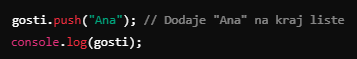 gosti.push("Ana"); // Dodaje "Ana" na kraj liste
console.log(gosti);